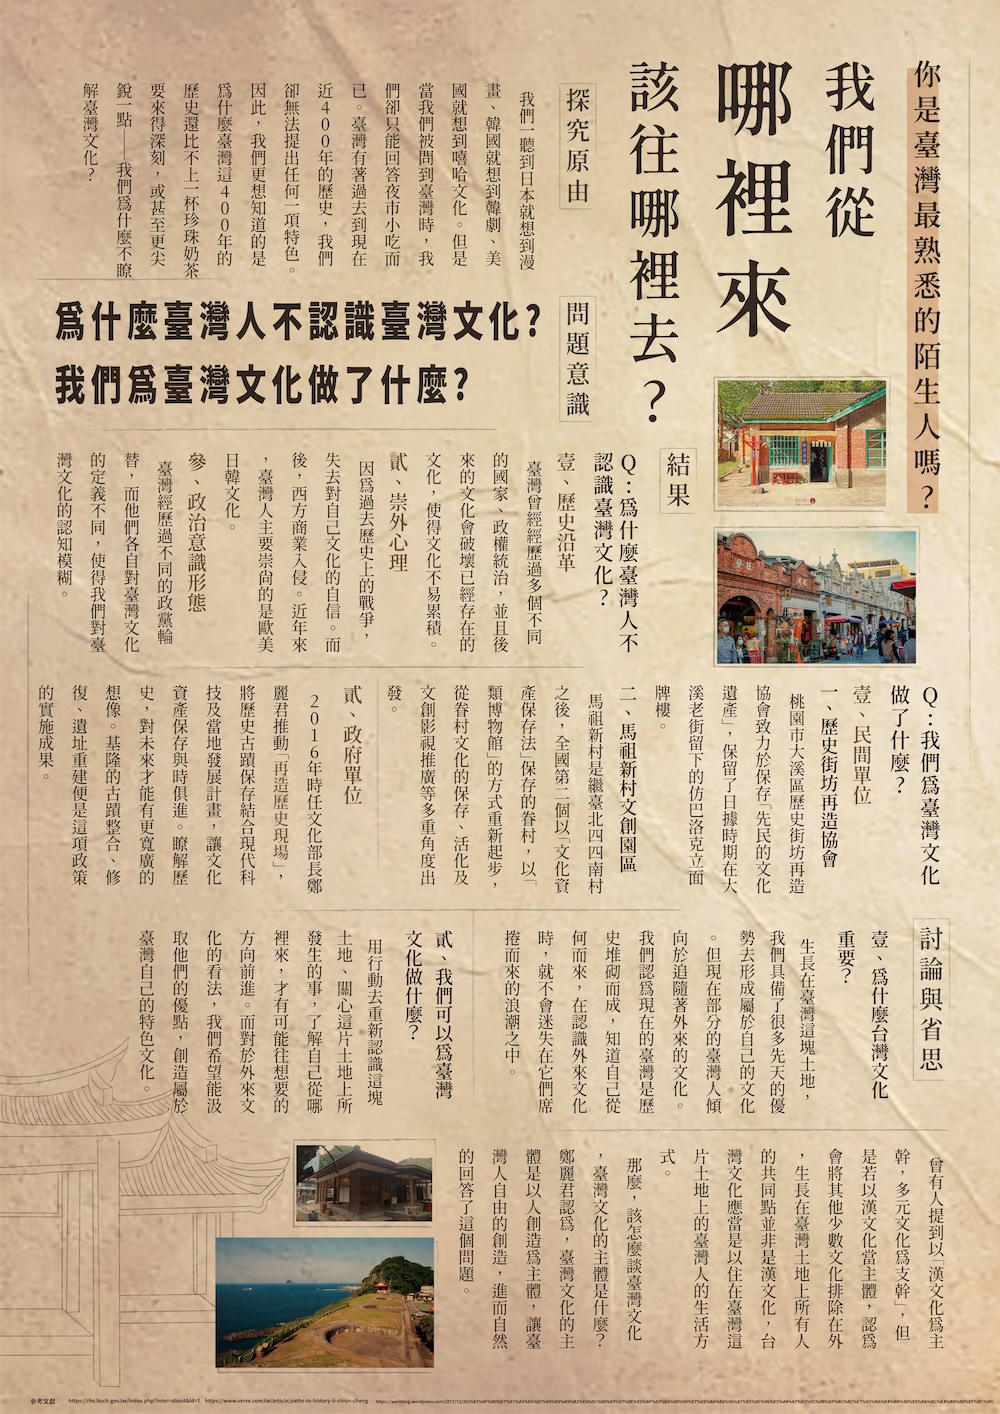 你是臺灣最熟悉的陌生人嗎？
我們從
哪裡來
該往哪裡去？
探究原由
我們一聽到日本就想到漫
畫、韓國就想到韓劇、美
國就想到嘻哈文化。但是
當我們被問到臺灣時，我
們卻只能回答夜市小吃而
已。臺灣有著過去到現在
近400年的歷史，我們
卻無法提出任何一項特色。
因此，我們更想知道的是
為什麼臺灣這400年的
歷史還比不上一杯珍珠奶茶
要來得深刻，或甚至更尖
銳一點——我們為什麼不瞭
解臺灣文化？
問題意識
為什麼臺灣人不認識臺灣文化?
我們為臺灣文化做了什麼?
結果
Q：為什麼臺灣人不
認識臺灣文化？
壹、歷史沿革
臺灣曾經經歷過多個不同
的國家、政權統治，並且後
來的文化會破壞已經存在的
文化，使得文化不易累積。
貳、崇外心理
因為過去歷史上的戰爭，
失去對自己文化的自信。而
後，西方商業入侵。近年來
，臺灣人主要崇尚的是歐美
日韓文化。
參、政治意識形態
臺灣經歷過不同的政黨輪
替，而他們各自對臺灣文化
的定義不同，使得我們對臺
灣文化的認知模糊。
Q：我們為臺灣文化
做了什麼？
壹、民間單位
一、歷史街坊再造協會
桃園市大溪區歷史街坊再造
協會致力於保存「先民的文化
遺產」，保留了日據時期在大
溪老街留下的仿巴洛克立面
牌樓。
二、馬祖新村文創園區
馬祖新村是繼臺北四四南村
之後，全國第二個以「文化資
產保存法」保存的眷村，以「
類博物館」的方式重新起步，
從眷村文化的保存、活化及
文創影視推廣等多重角度出
發。
貳、政府單位
2016年時任文化部長鄭
麗君推動「再造歷史現場」，
將歷史古蹟保存結合現代科
技及當地發展計畫，讓文化
資產保存與時俱進。瞭解歷
史，對未來才能有更寬廣的
想像。基隆的古蹟整合、修
復、遺址重建便是這項政策
的實施成果。
討論與省思
壹、為什麼台灣文化
重要？
生長在臺灣這塊土地，
我們具備了很多先天的優
勢去形成屬於自己的文化
。但現在部分的臺灣人傾
向於追隨著外來的文化。
我們認為現在的臺灣是歷
史堆砌而成，知道自己從
何而來，在認識外來文化
時，就不會迷失在它們席
捲而來的浪潮之中。
貳、我們可以為臺灣
文化做什麼？
用行動去重新認識這塊
土地、關心這片土地上所
發生的事，了解自己從哪
裡來，才有可能往想要的
方向前進。而對於外來文
化的看法，我們希望能汲
取他們的優點，創造屬於
臺灣自己的特色文化。
曾有人提到以「漢文化為主
幹，多元文化為支幹」，但
是若以漢文化當主體，認為
會將其他少數文化排除在外
，生長在臺灣土地上所有人
的共同點並非是漢文化，台
灣文化應當是以住在臺灣這
片土地上的臺灣人的生活方
式。
那麼，該怎麼談臺灣文化
，臺灣文化的主體是什麼？
鄭麗君認為，臺灣文化的主
體是以人創造為主體，讓臺
灣人自由的創造，進而自然
的回答了這個問題。
參考文獻 https://rhs.boch.gov.tw/index.php?inter=about&id=1 https://www.verse.com.tw/article/paths-to-history-li-chiun-cheng